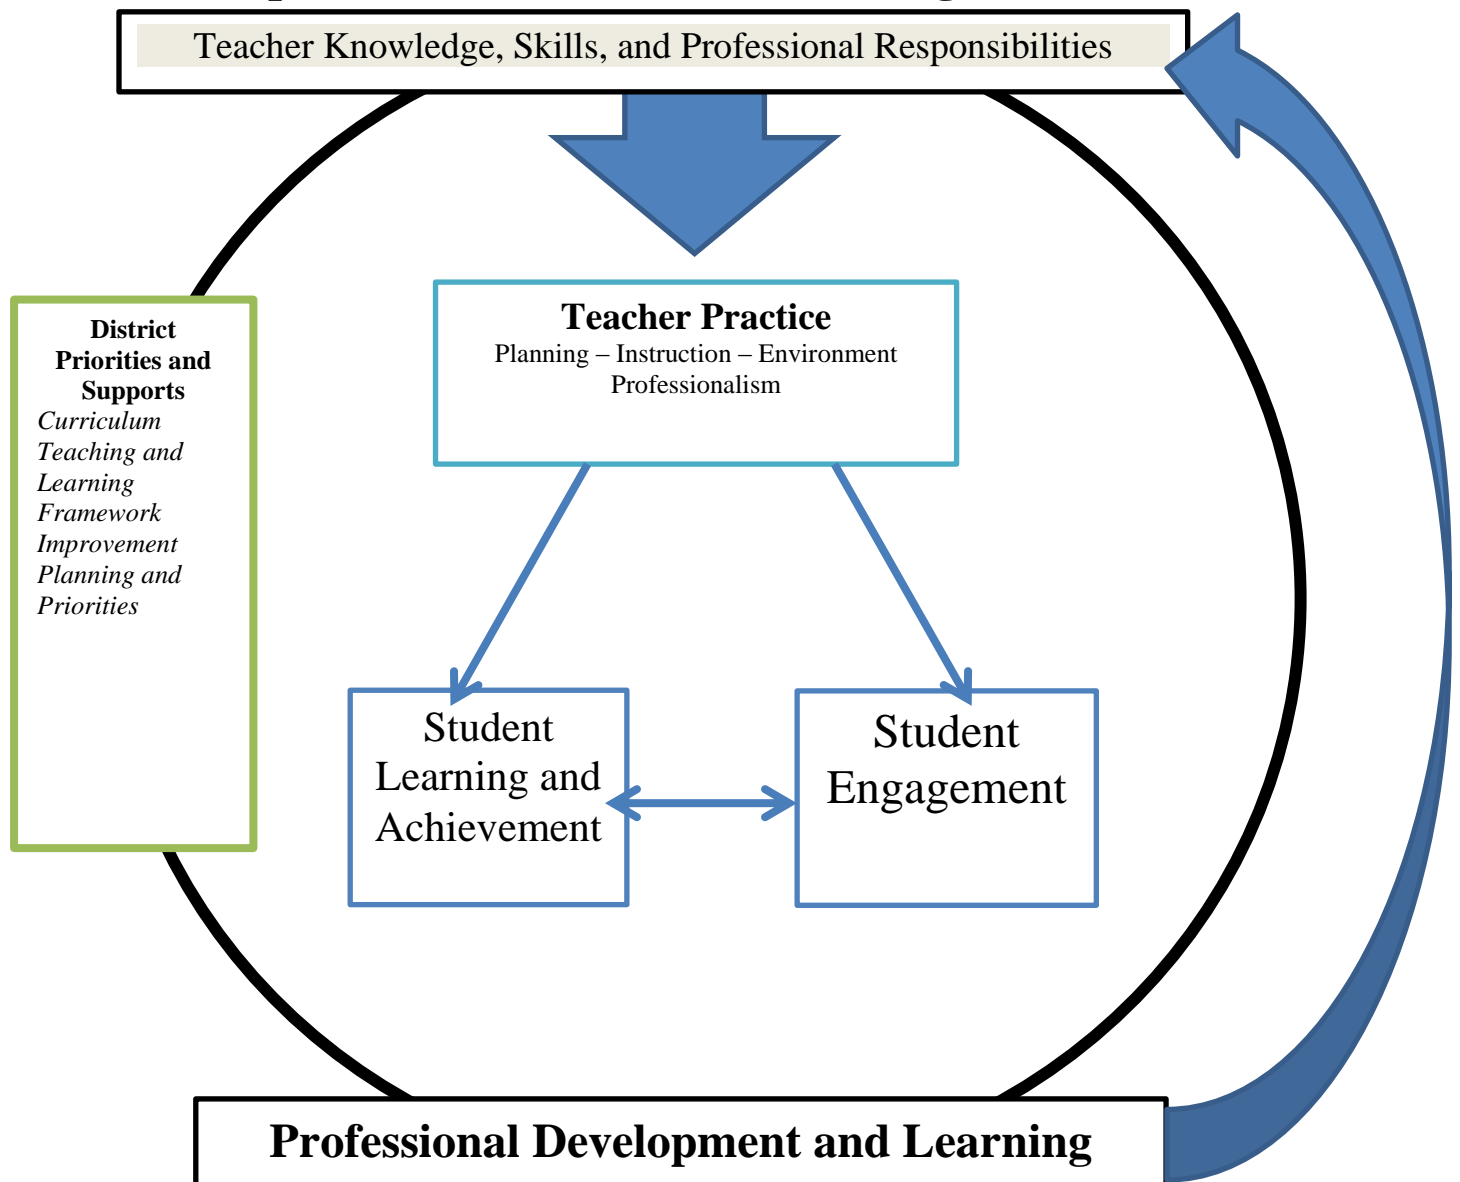 Teacher Knowledge, Skills, and Professional Responsibilities
Teacher Practice
Planning – Instruction – Environment
Professionalism
District
Priorities and
Supports
Curriculum
Teaching and
Learning
Framework
Improvement
Planning and
Priorities
Student
Learning and
Achievement
Student
Engagement
Professional Development and Learning